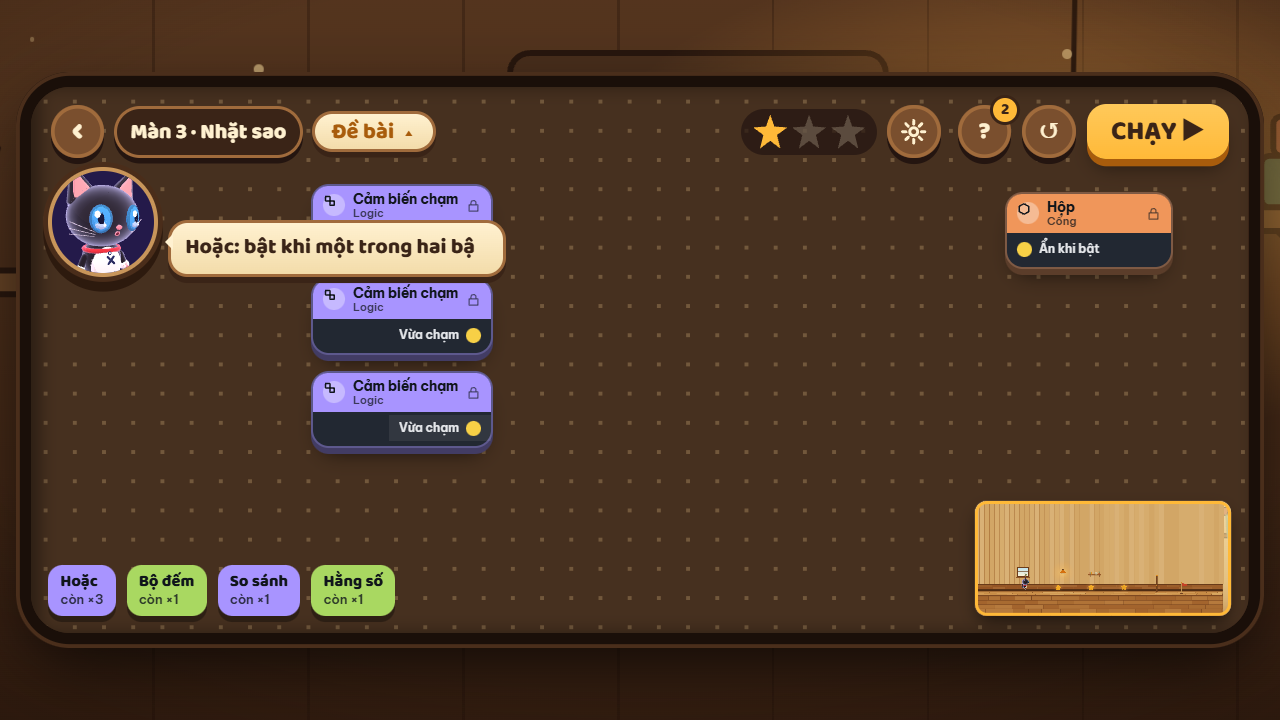 Màn 3 • Nhặt sao
Đề bài
?
2
CHẠY
Cảm biến chạm
Logic
Hoặc: bật khi một trong hai bộ
Cảm biến chạm
Logic
Vừa chạm
Cảm biến chạm
Logic
Vừa chạm
Hộp
Cổng
Ẩn khi bật
Hoặc
còn ×3
Bộ đếm
còn ×1
So sánh
còn ×1
Hằng số
còn ×1